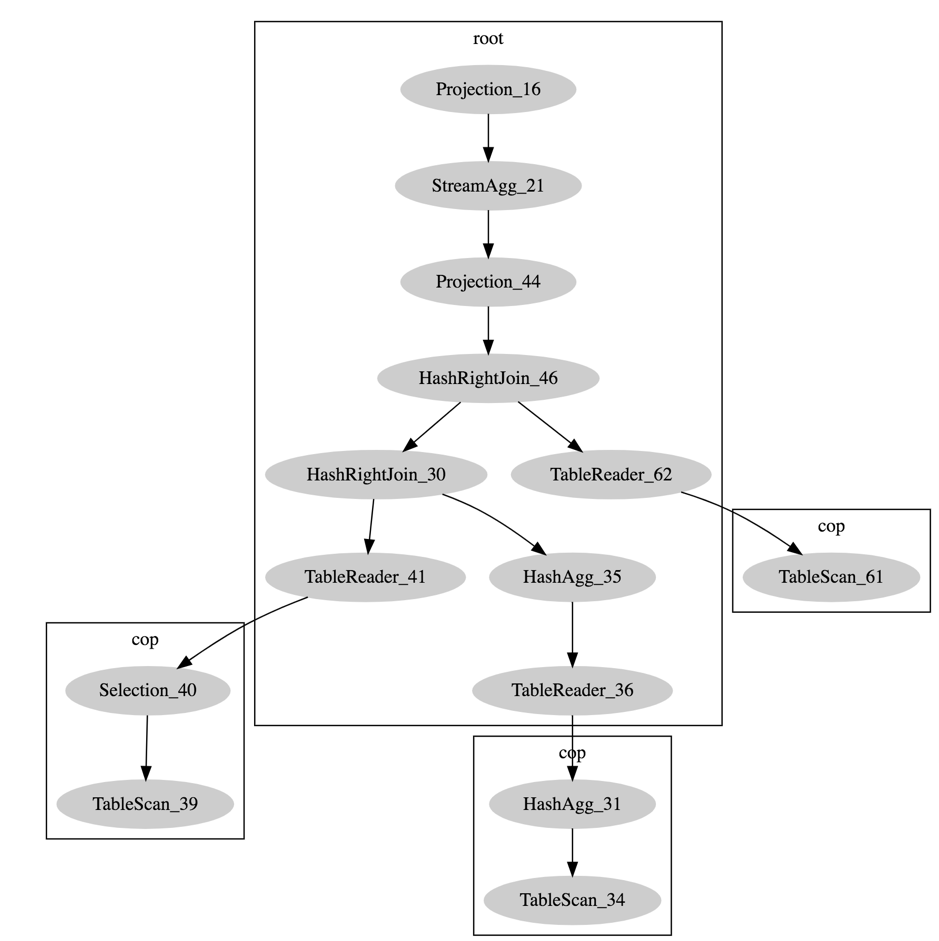 root
Projection_16
StreamAgg_21
Projection_44
HashRightJoin_46
HashRightJoin_30
TableReader_62
cop
TableReader_41
HashAgg_35
TableScan_61
cop
Selection_40
TableReader_36
cop
TableScan_39
HashAgg_31
TableScan_34